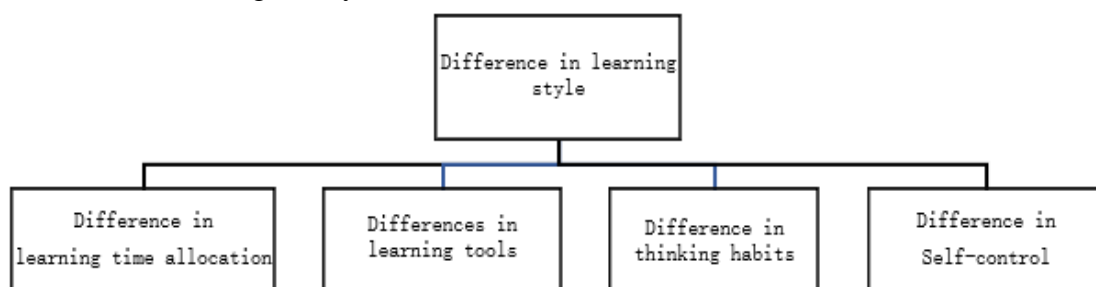 Difference in learning
style
Difference in
learning time allocation
Differences in
learning tools
Difference in
thinking habits
Difference in
Self-control